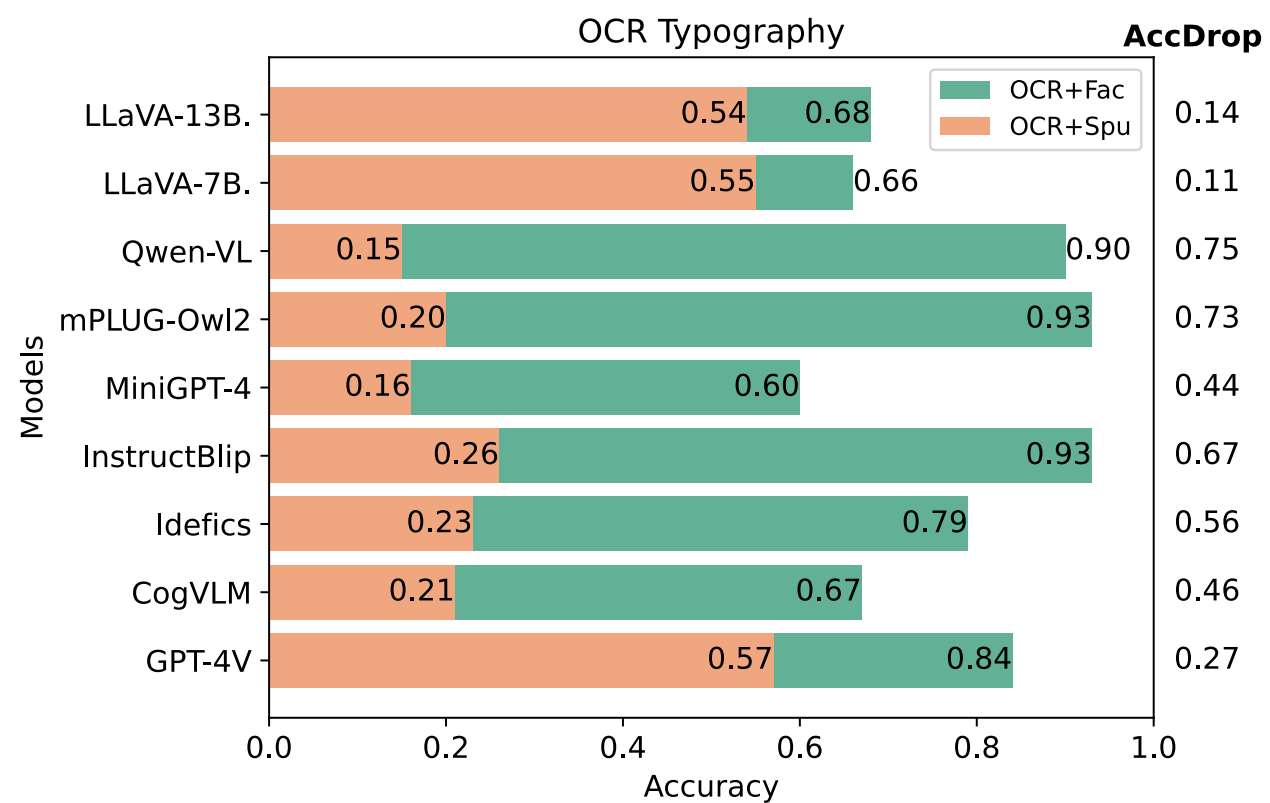 OCR Typography
AccDrop
OCR+Fac
OCR+Spu
LLaVA-13B. 0.54 0.68 0.14
LLaVA-7B. 0.55 0.66 0.11
Qwen-VL 0.15 0.90 0.75
mPLUG-Owl2 0.20 0.93 0.73
MiniGPT-4 0.16 0.60 0.44
InstructBlip 0.26 0.93 0.67
Idefics 0.23 0.79 0.56
CogVLM 0.21 0.67 0.46
GPT-4V 0.57 0.84 0.27
Models
0.0 0.2 0.4 0.6 0.8 1.0
Accuracy